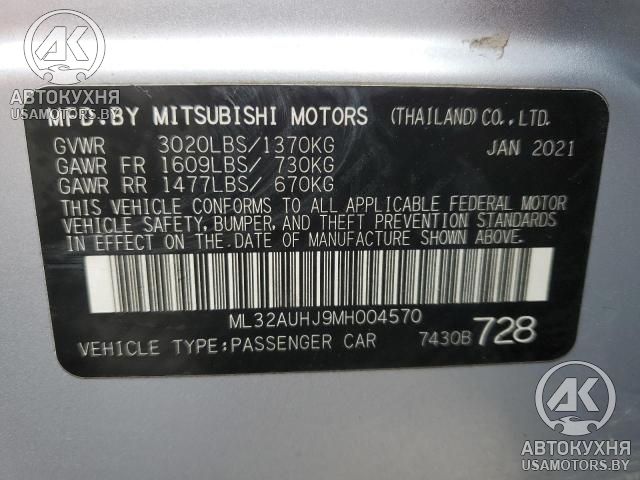 АВТОКУХНЯ
USAMOTORS.BY
MFD. BY MITSUBISHI MOTORS (THAILAND) CO., LTD.
GVWR 3020LBS/1370KG JAN 2021
GAWR FR 1609LBS/ 730KG
GAWR RR 1477LBS/ 670KG
THIS VEHICLE CONFORMS TO ALL APPLICABLE FEDERAL MOTOR
VEHICLE SAFETY, BUMPER, AND THEFT PREVENTION STANDARDS
IN EFFECT ON THE DATE OF MANUFACTURE SHOWN ABOVE.
ML32AUHJ9MH004570
VEHICLE TYPE:PASSENGER CAR 7430B 728
АК
АВТОКУХНЯ
USAMOTORS.BY